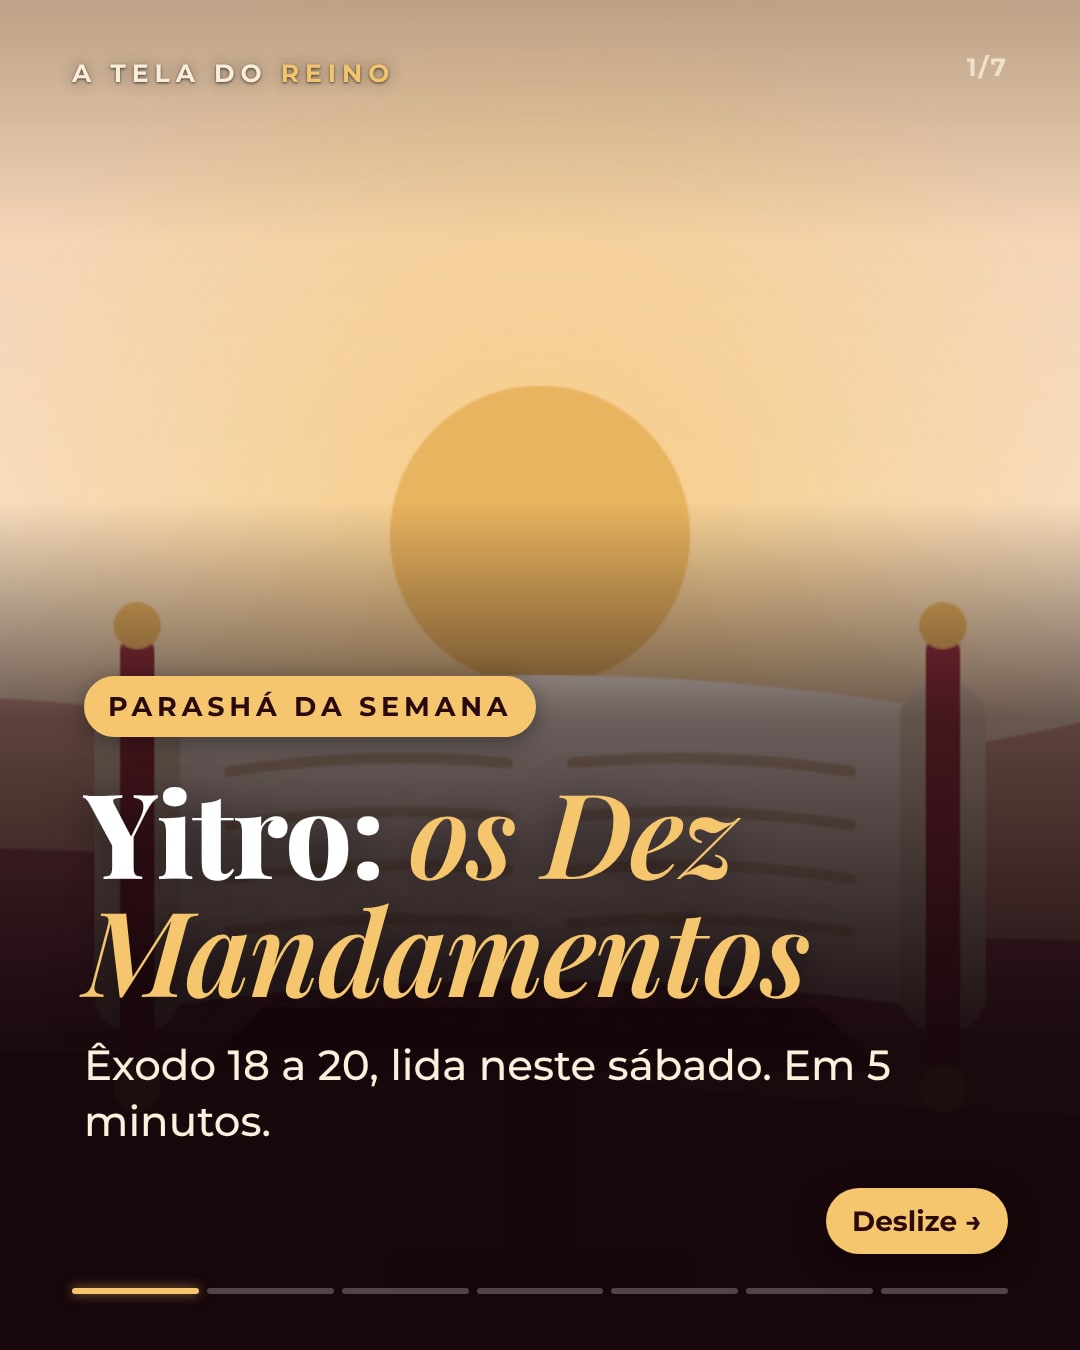 A TELA DO REINO
1/7
PARASHÁ DA SEMANA
Yitro: os Dez
Mandamentos
Êxodo 18 a 20, lida neste sábado. Em 5
minutos.
Deslize →